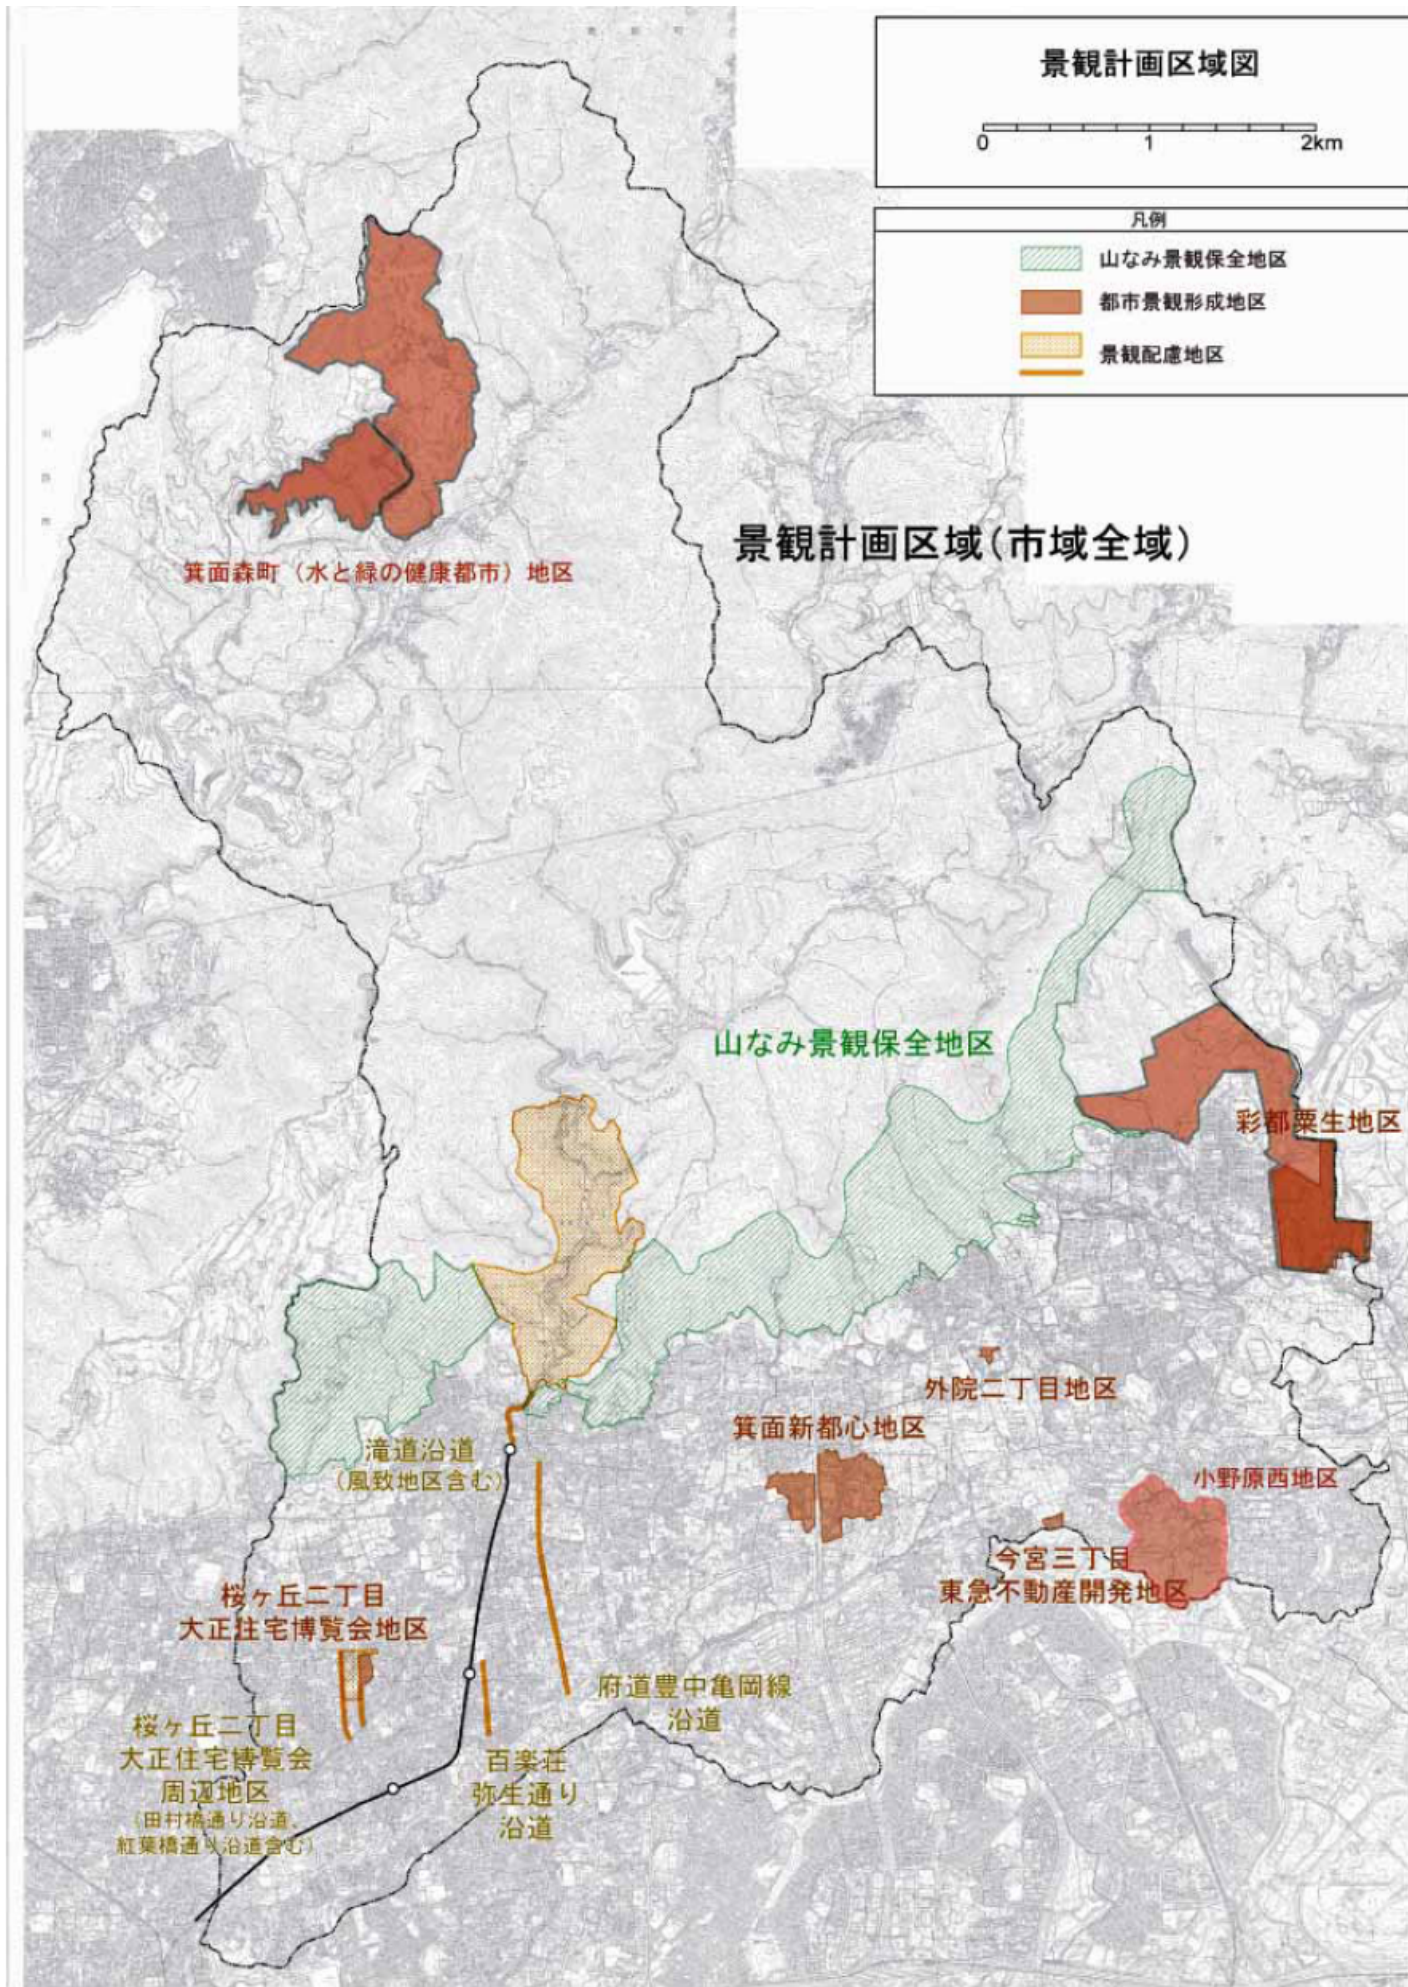 景観計画区域図
0 1 2km
凡例
山なみ景観保全地区
都市景観形成地区
景観配慮地区
景観計画区域(市域全域)
箕面森町(水と緑の健康都市)地区
山なみ景観保全地区
彩都粟生地区
外院二丁目地区
箕面新都心地区
滝道沿道
(風致地区含む)
小野原西地区
今宮三丁目
東急不動産開発地区
桜ヶ丘二丁目
大正住宅博覧会地区
府道豊中亀岡線
沿道
桜ヶ丘二丁目
大正住宅博覧会
周辺地区
(田村橋通り沿道、
紅葉橋通り沿道含む)
百楽荘
弥生通り
沿道